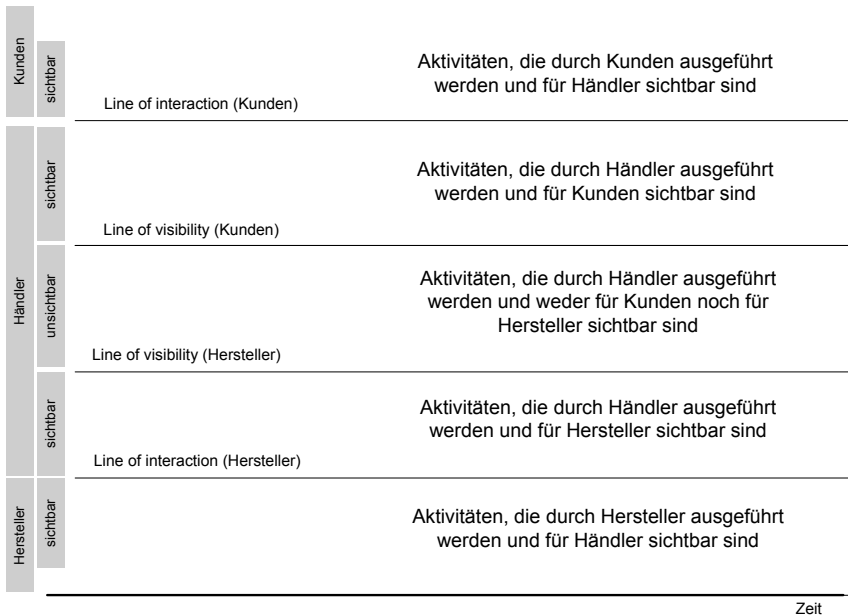 Kunden
sichtbar
Aktivitäten, die durch Kunden ausgeführt
werden und für Händler sichtbar sind
Line of interaction (Kunden)
Händler
sichtbar
Aktivitäten, die durch Händler ausgeführt
werden und für Kunden sichtbar sind
Line of visibility (Kunden)
unsichtbar
Aktivitäten, die durch Händler ausgeführt
werden und weder für Kunden noch für
Hersteller sichtbar sind
Line of visibility (Hersteller)
sichtbar
Aktivitäten, die durch Händler ausgeführt
werden und für Hersteller sichtbar sind
Line of interaction (Hersteller)
Hersteller
sichtbar
Aktivitäten, die durch Hersteller ausgeführt
werden und für Händler sichtbar sind
Zeit